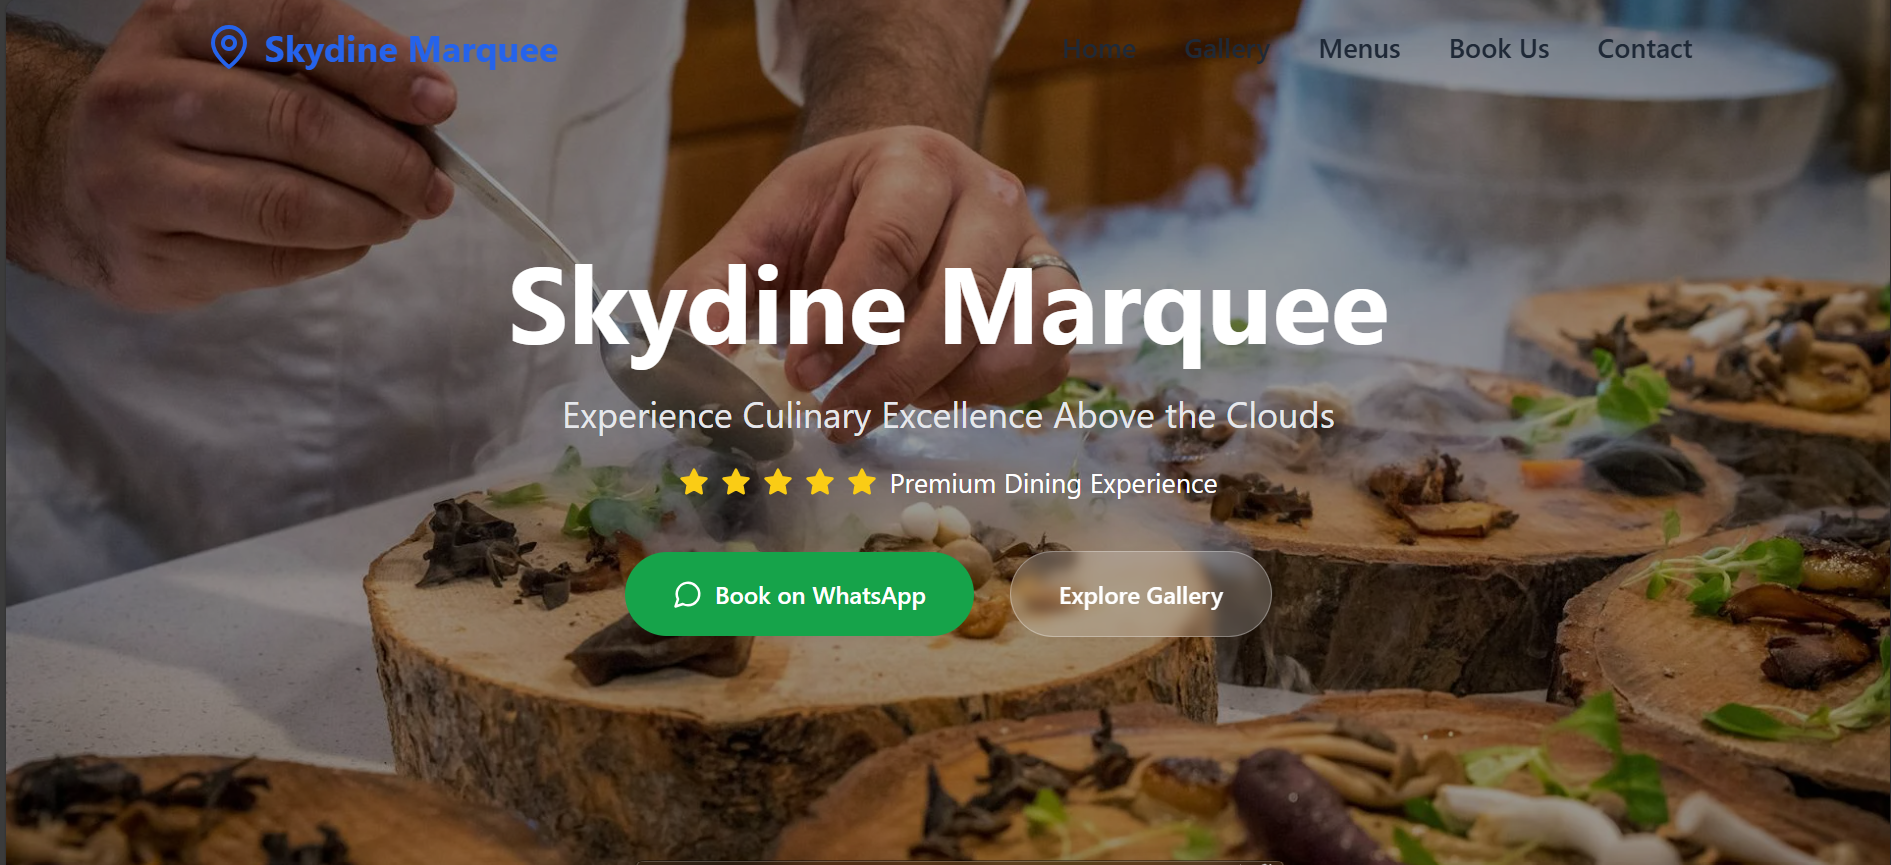 Skydine Marquee
Home Gallery Menus Book Us Contact
Skydine Marquee
Experience Culinary Excellence Above the Clouds
Premium Dining Experience
Book on WhatsApp
Explore Gallery